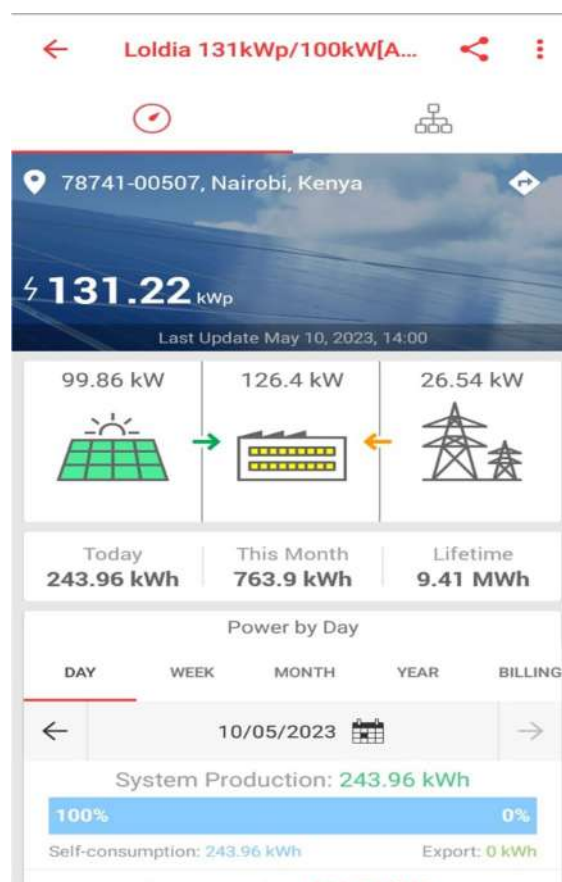 Loldia 131kWp/100kW[A...
78741-00507, Nairobi, Kenya
131.22 kWp
Last Update May 10, 2023, 14:00
99.86 kW 126.4 kW 26.54 kW
Today This Month Lifetime
243.96 kWh 763.9 kWh 9.41 MWh
Power by Day
DAY WEEK MONTH YEAR BILLING
10/05/2023
System Production: 243.96 kWh
100% 0%
Self-consumption: 243.96 kWh Export: 0 kWh